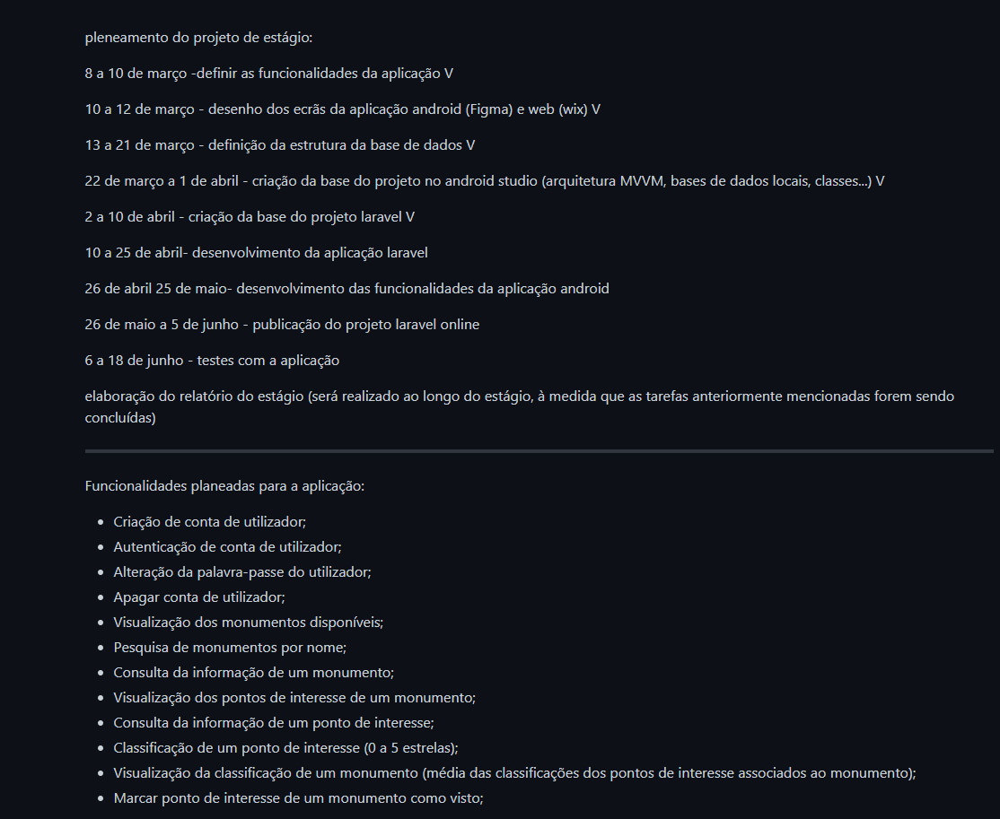 pleneamento do projeto de estágio:
8 a 10 de março -definir as funcionalidades da aplicação V
10 a 12 de março - desenho dos ecrãs da aplicação android (Figma) e web (wix) V
13 a 21 de março - definição da estrutura da base de dados V
22 de março a 1 de abril - criação da base do projeto no android studio (arquitetura MVVM, bases de dados locais, classes...) V
2 a 10 de abril - criação da base do projeto laravel V
10 a 25 de abril- desenvolvimento da aplicação laravel
26 de abril 25 de maio- desenvolvimento das funcionalidades da aplicação android
26 de maio a 5 de junho - publicação do projeto laravel online
6 a 18 de junho - testes com a aplicação
elaboração do relatório do estágio (será realizado ao longo do estágio, à medida que as tarefas anteriormente mencionadas forem sendo
concluídas)
Funcionalidades planeadas para a aplicação:
• Criação de conta de utilizador;
• Autenticação de conta de utilizador;
• Alteração da palavra-passe do utilizador;
• Apagar conta de utilizador;
• Visualização dos monumentos disponíveis;
• Pesquisa de monumentos por nome;
• Consulta da informação de um monumento;
• Visualização dos pontos de interesse de um monumento;
• Consulta da informação de um ponto de interesse;
• Classificação de um ponto de interesse (0 a 5 estrelas);
• Visualização da classificação de um monumento (média das classificações dos pontos de interesse associados ao monumento);
• Marcar ponto de interesse de um monumento como visto;